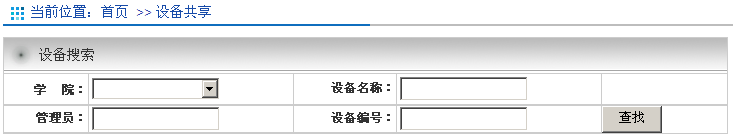 当前位置：首页 >> 设备共享
设备搜索
学 院： 设备名称：
管理员： 设备编号： 查找